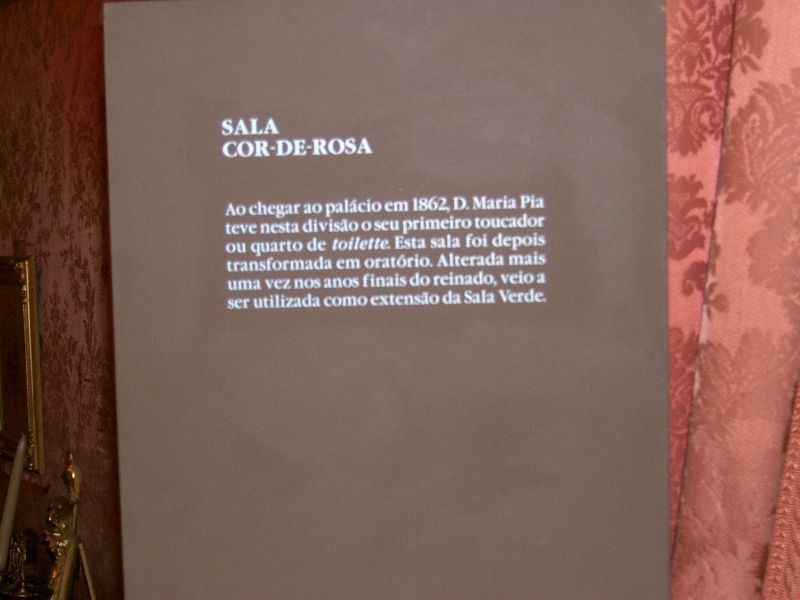 SALA
COR-DE-ROSA
Ao chegar ao palácio em 1862, D. Maria Pia
teve nesta divisão o seu primeiro toucador
ou quarto de toilette. Esta sala foi depois
transformada em oratório. Alterada mais
uma vez nos anos finais do reinado, veio a
ser utilizada como extensão da Sala Verde.